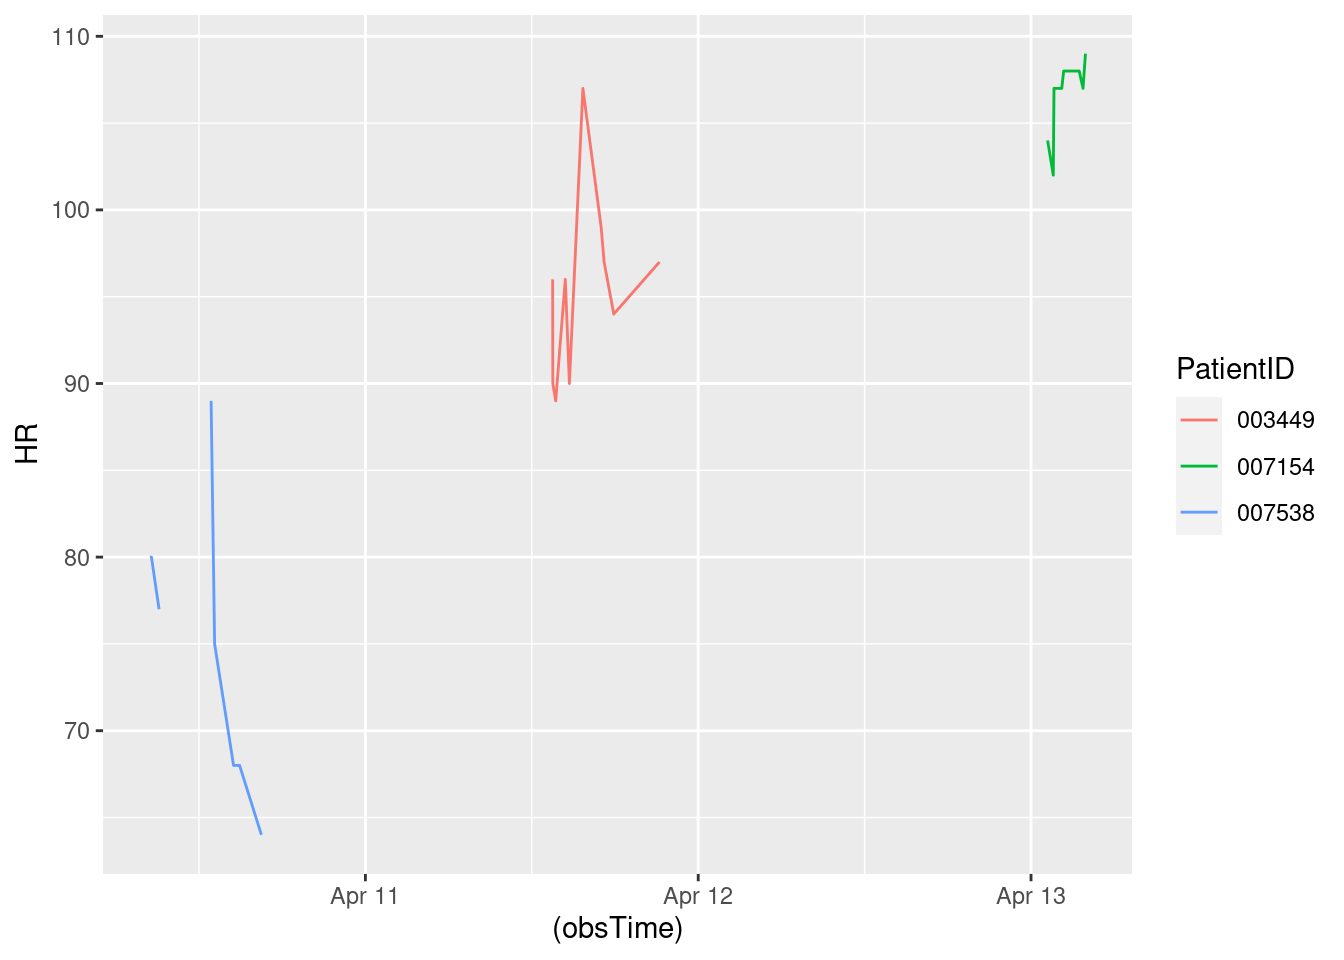 110
100
90
80
70
HR
Apr 11
Apr 12
Apr 13
(obsTime)
PatientID
003449
007154
007538